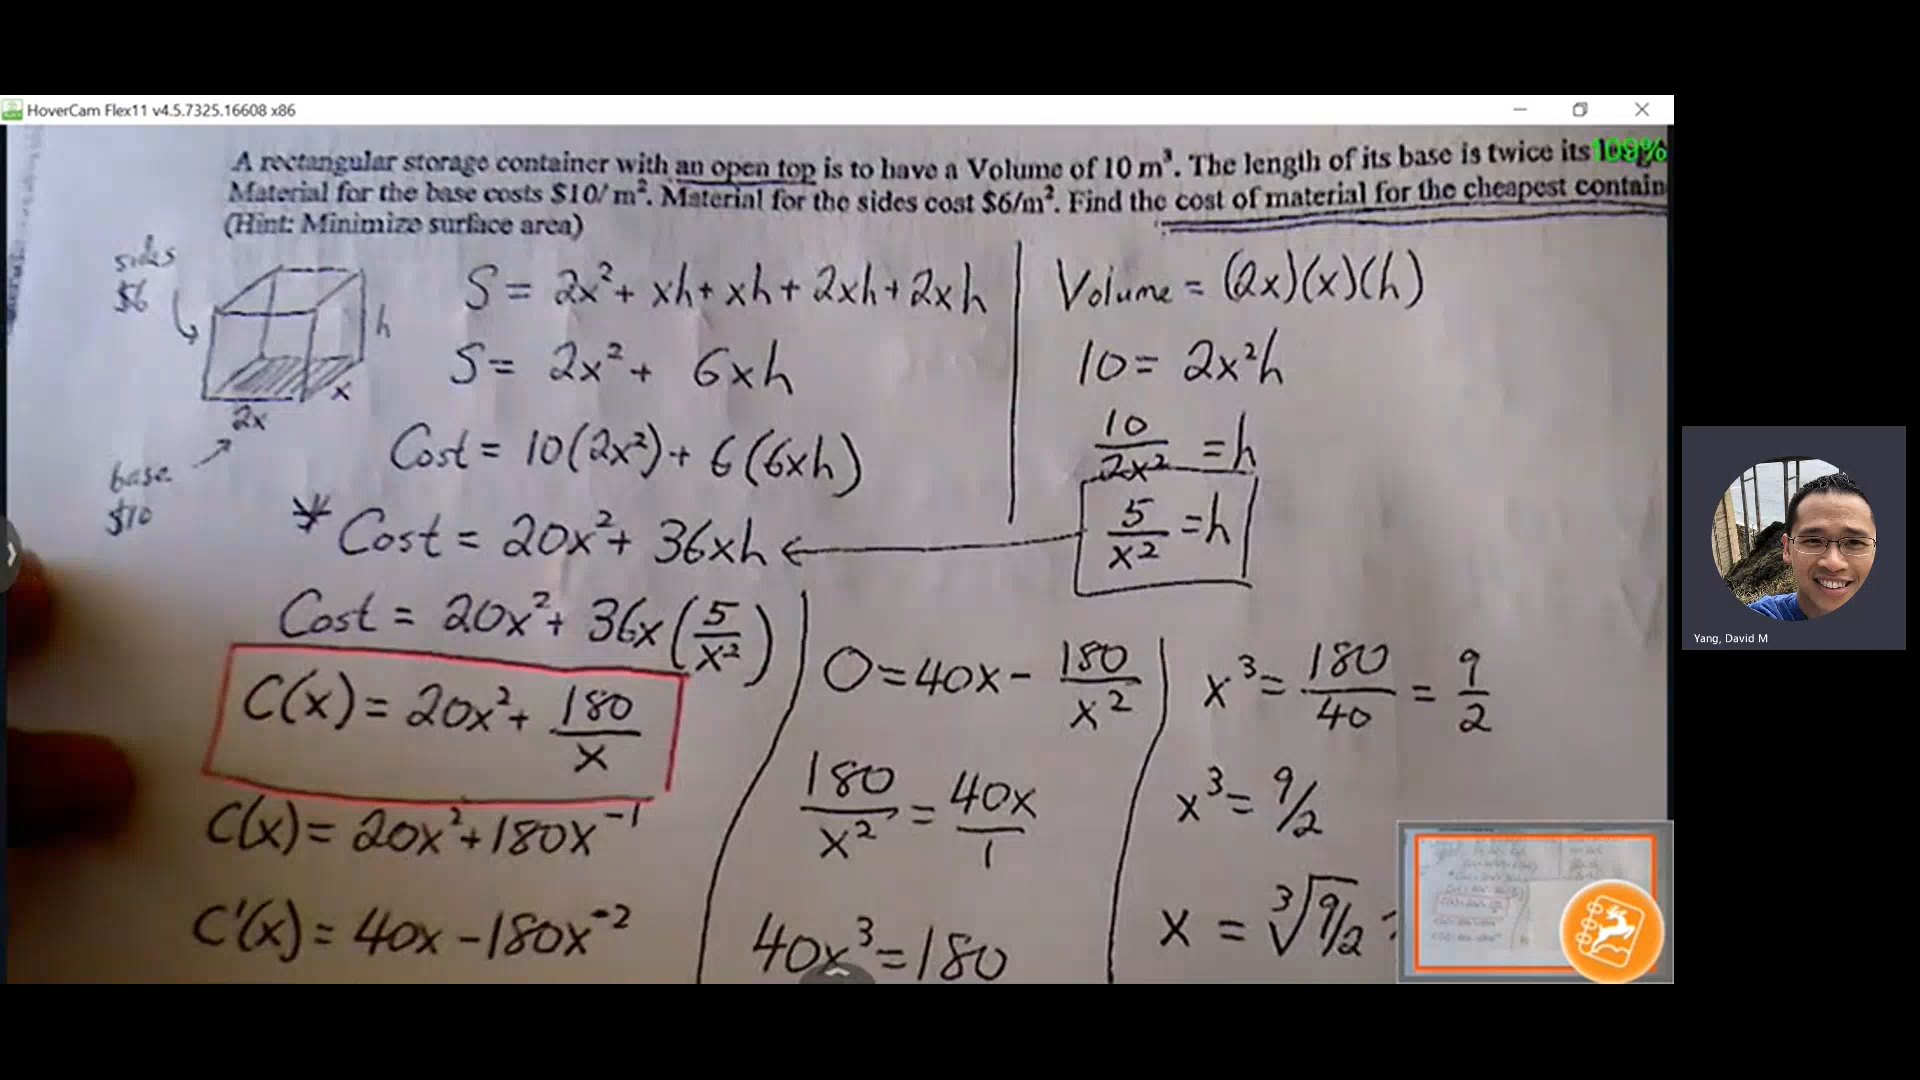 HoverCam Flex11 v4.5.7325.16608 x86
109%
A rectangular storage container with an open top is to have a Volume of 10 m³. The length of its base is twice its
Material for the base costs $10/ m². Material for the sides cost $6/m². Find the cost of material for the cheapest contain
(Hint: Minimize surface area)
sides
$6
h
x
2x
base
$10
S = 2x² + xh + xh + 2xh + 2xh
S = 2x² + 6xh
Cost = 10(2x²) + 6(6xh)
* Cost = 20x² + 36xh
Cost = 20x² + 36x(5/x²)
C(x) = 20x² + 180/x
C(x) = 20x² + 180x⁻¹
C'(x) = 40x - 180x⁻²
Volume = (2x)(x)(h)
10 = 2x²h
10/2x² = h
5/x² = h
0 = 40x - 180/x²
180/x² = 40x/1
40x³ = 180
x³ = 180/40 = 9/2
x³ = 9/2
x = ³√9/2
Yang, David M